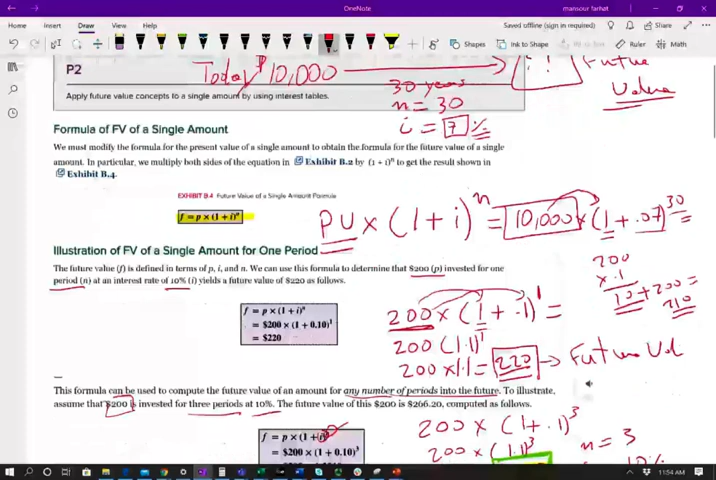 OneNote
mansour farhat
Home Insert Draw View Help
Saved offline (sign in required) Share
Shapes Ink to Shape Ruler Math
P2
Today $10,000
? ! Future Value
30 years
n = 30
i = 7 %
Apply future value concepts to a single amount by using interest tables.
Formula of FV of a Single Amount
We must modify the formula for the present value of a single amount to obtain the formula for the future value of a single
amount. In particular, we multiply both sides of the equation in Exhibit B.2 by (1 + i)ⁿ to get the result shown in
Exhibit B.4.
EXHIBIT B.4 Future Value of a Single Amount Formula
f = p × (1 + i)ⁿ
PV × (1 + i)ⁿ = 10,000 × (1 + .07)³⁰ =
Illustration of FV of a Single Amount for One Period
The future value (f) is defined in terms of p, i, and n. We can use this formula to determine that $200 (p) invested for one
period (n) at an interest rate of 10% (i) yields a future value of $220 as follows.
200
x .1
10 + 200 =
210
f = p × (1 + i)ⁿ
= $200 × (1 + 0.10)¹
= $220
200 × (1 + .1)¹ =
200 (1.1)¹
200 × 1.1 = 220 → Future Val
This formula can be used to compute the future value of an amount for any number of periods into the future. To illustrate,
assume that $200 is invested for three periods at 10%. The future value of this $200 is $266.20, computed as follows.
200 × (1 + .1)³
200 × (1.1)³
n = 3
10%
f = p × (1 + i)ⁿ
= $200 × (1 + 0.10)³
11:54 AM